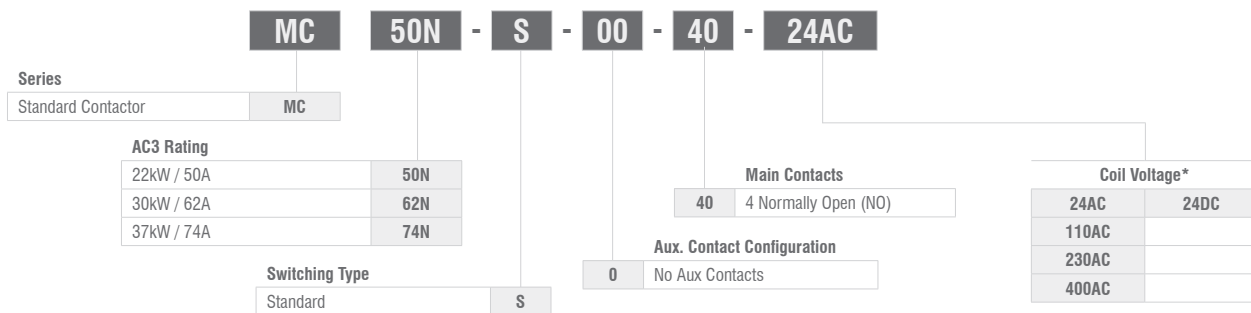 MC 50N - S - 00 - 40 - 24AC
Series
Standard Contactor MC
AC3 Rating
22kW / 50A 50N
30kW / 62A 62N
37kW / 74A 74N
Switching Type
Standard S
Main Contacts
40 4 Normally Open (NO)
Aux. Contact Configuration
0 No Aux Contacts
Coil Voltage*
24AC 24DC
110AC
230AC
400AC